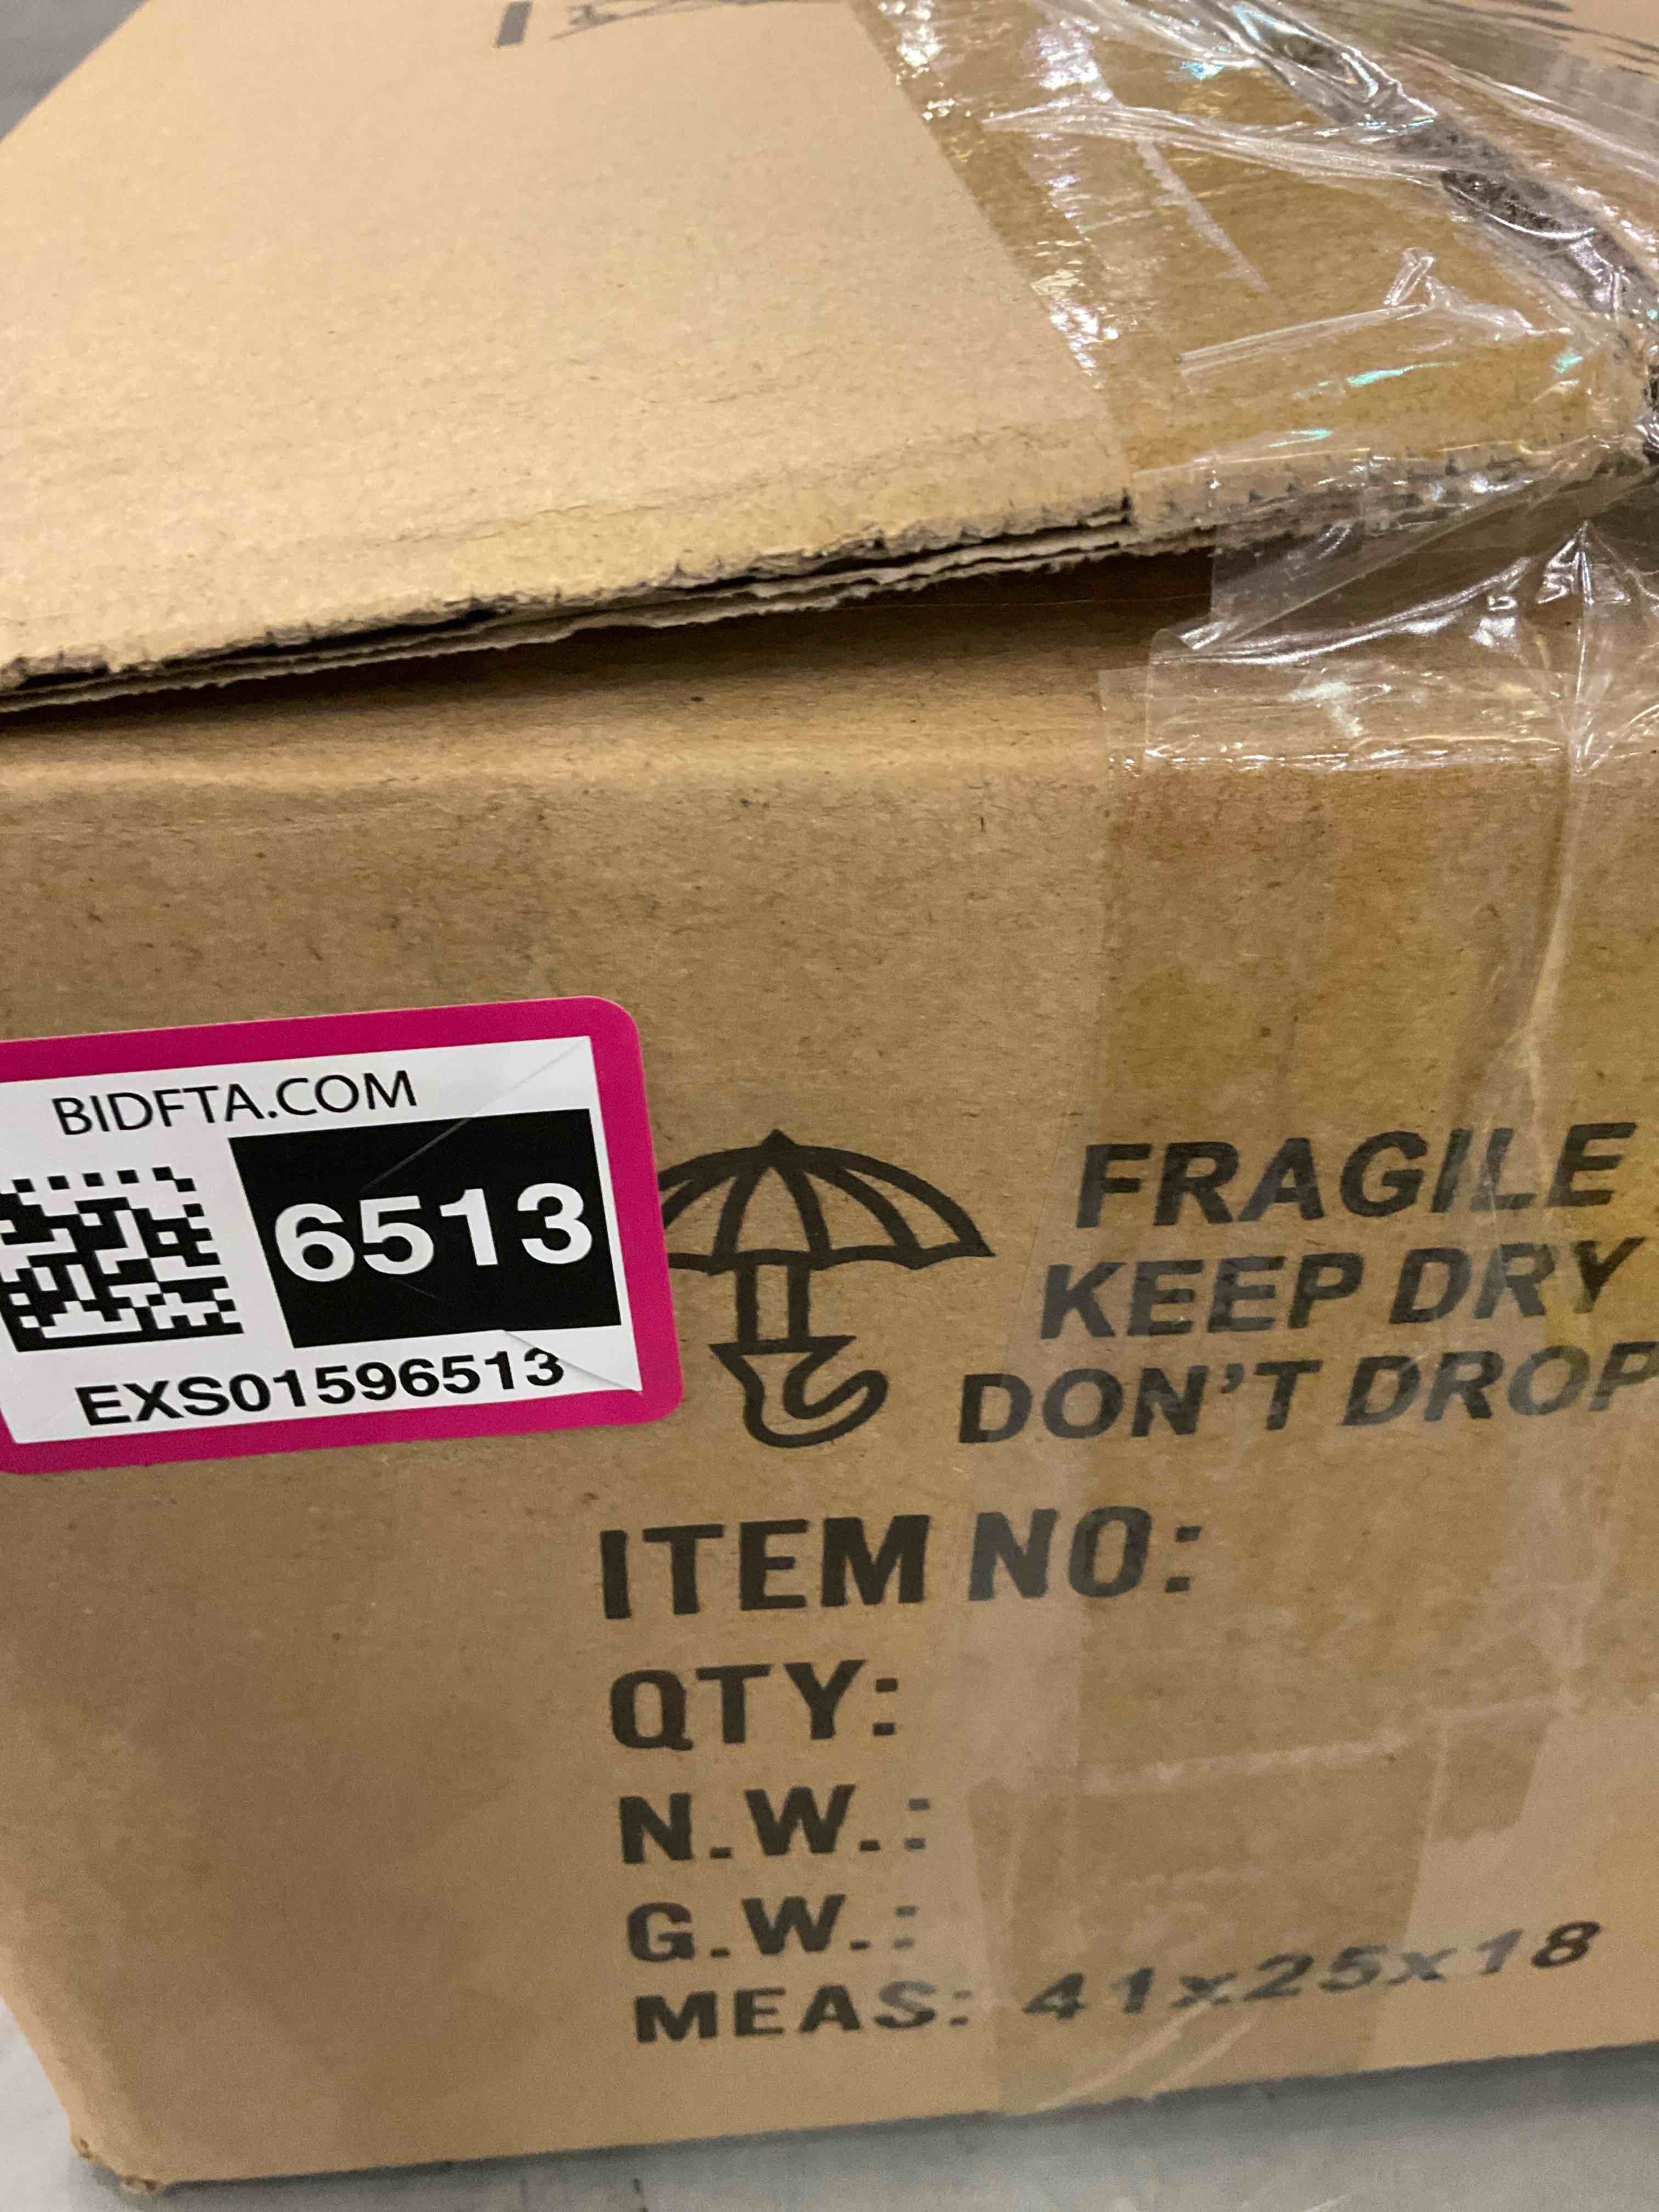 BIDFTA.COM
6513
EXS01596513
FRAGILE
KEEP DRY
DON'T DROP
ITEM NO:
QTY:
N.W.:
G.W.:
MEAS: 41x25x18